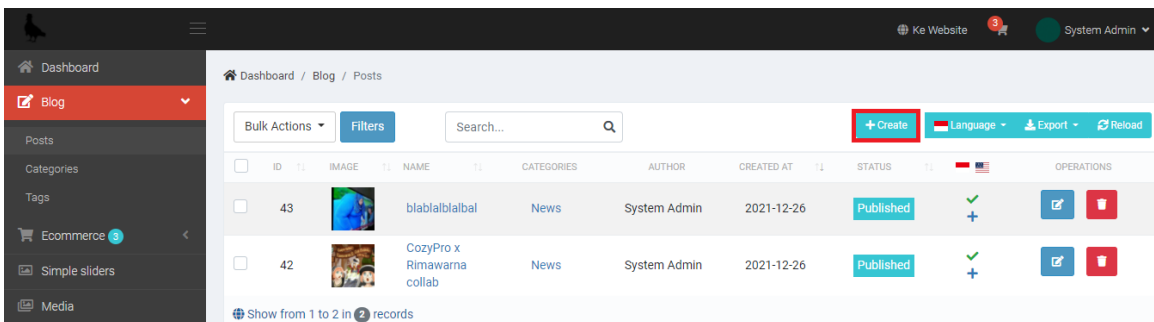 Ke Website 3 System Admin
Dashboard
Dashboard / Blog / Posts
Blog
Bulk Actions Filters Search... + Create Language Export Reload
Posts
ID IMAGE NAME CATEGORIES AUTHOR CREATED AT STATUS OPERATIONS
Categories
Tags
43 blablalblalbal News System Admin 2021-12-26 Published
Ecommerce 3
42 CozyPro x News System Admin 2021-12-26 Published
Rimawarna
collab
Simple sliders
Media
Show from 1 to 2 in 2 records